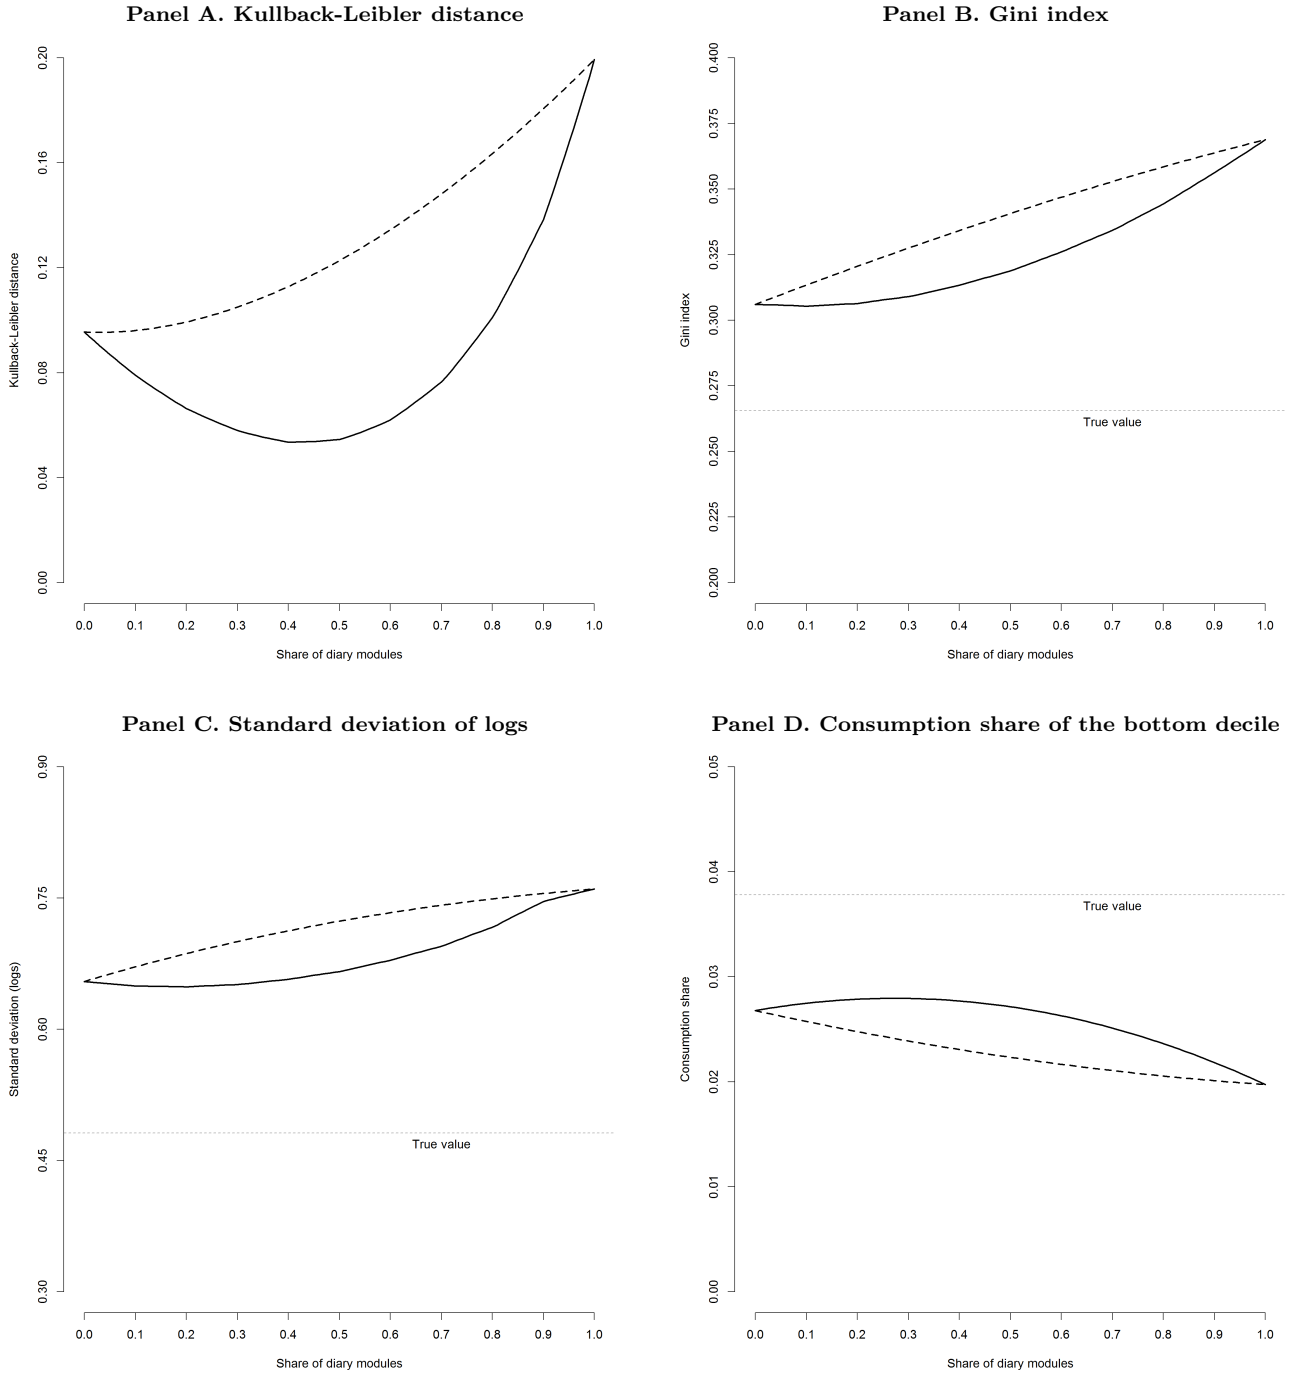 Panel A. Kullback-Leibler distance
Kullback-Leibler distance
0.20
0.16
0.12
0.08
0.04
0.00
0.0 0.1 0.2 0.3 0.4 0.5 0.6 0.7 0.8 0.9 1.0
Share of diary modules
Panel B. Gini index
Gini index
0.400
0.375
0.350
0.325
0.300
0.275
0.250
0.225
0.200
True value
0.0 0.1 0.2 0.3 0.4 0.5 0.6 0.7 0.8 0.9 1.0
Share of diary modules
Panel C. Standard deviation of logs
Standard deviation (logs)
0.90
0.75
0.60
0.45
0.30
True value
0.0 0.1 0.2 0.3 0.4 0.5 0.6 0.7 0.8 0.9 1.0
Share of diary modules
Panel D. Consumption share of the bottom decile
Consumption share
0.05
0.04
0.03
0.02
0.01
0.00
True value
0.0 0.1 0.2 0.3 0.4 0.5 0.6 0.7 0.8 0.9 1.0
Share of diary modules